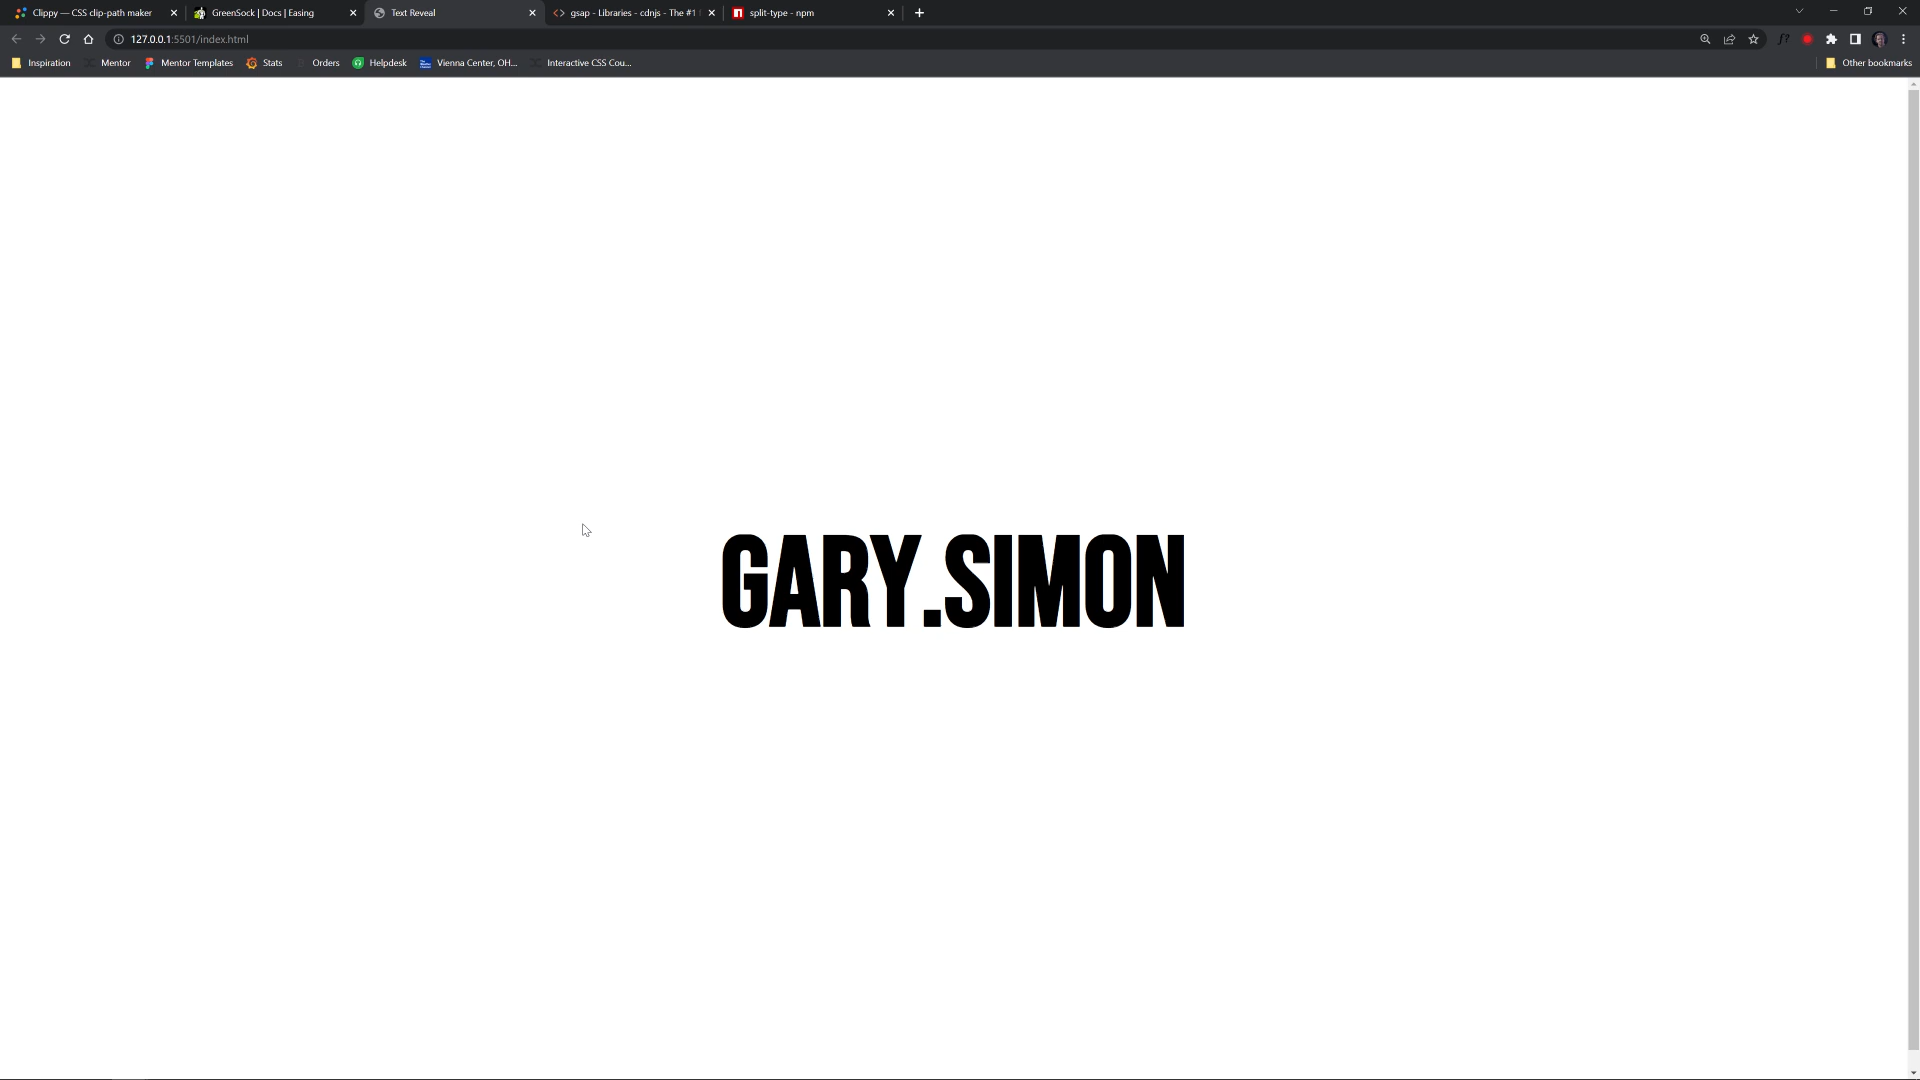 Clippy — CSS clip-path maker
GreenSock | Docs | Easing
Text Reveal
gsap - Libraries - cdnjs - The #1
split-type - npm
127.0.0.1:5501/index.html
Inspiration
Mentor
Mentor Templates
Stats
Orders
Helpdesk
Vienna Center, OH...
Interactive CSS Cou...
Other bookmarks
GARY.SIMON